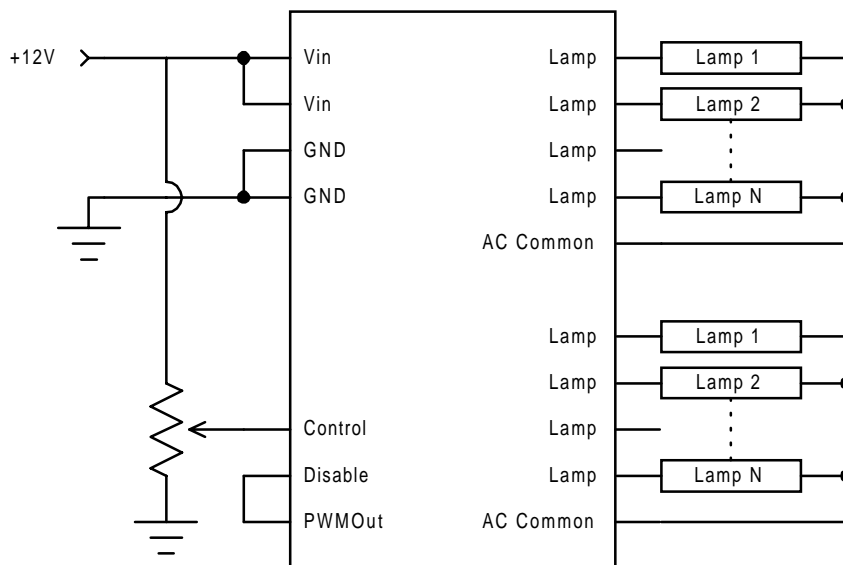 +12V Vin Lamp Lamp 1
Vin Lamp Lamp 2
GND Lamp
GND Lamp Lamp N
AC Common
Lamp Lamp 1
Lamp Lamp 2
Control Lamp
Disable Lamp Lamp N
PWMOut AC Common